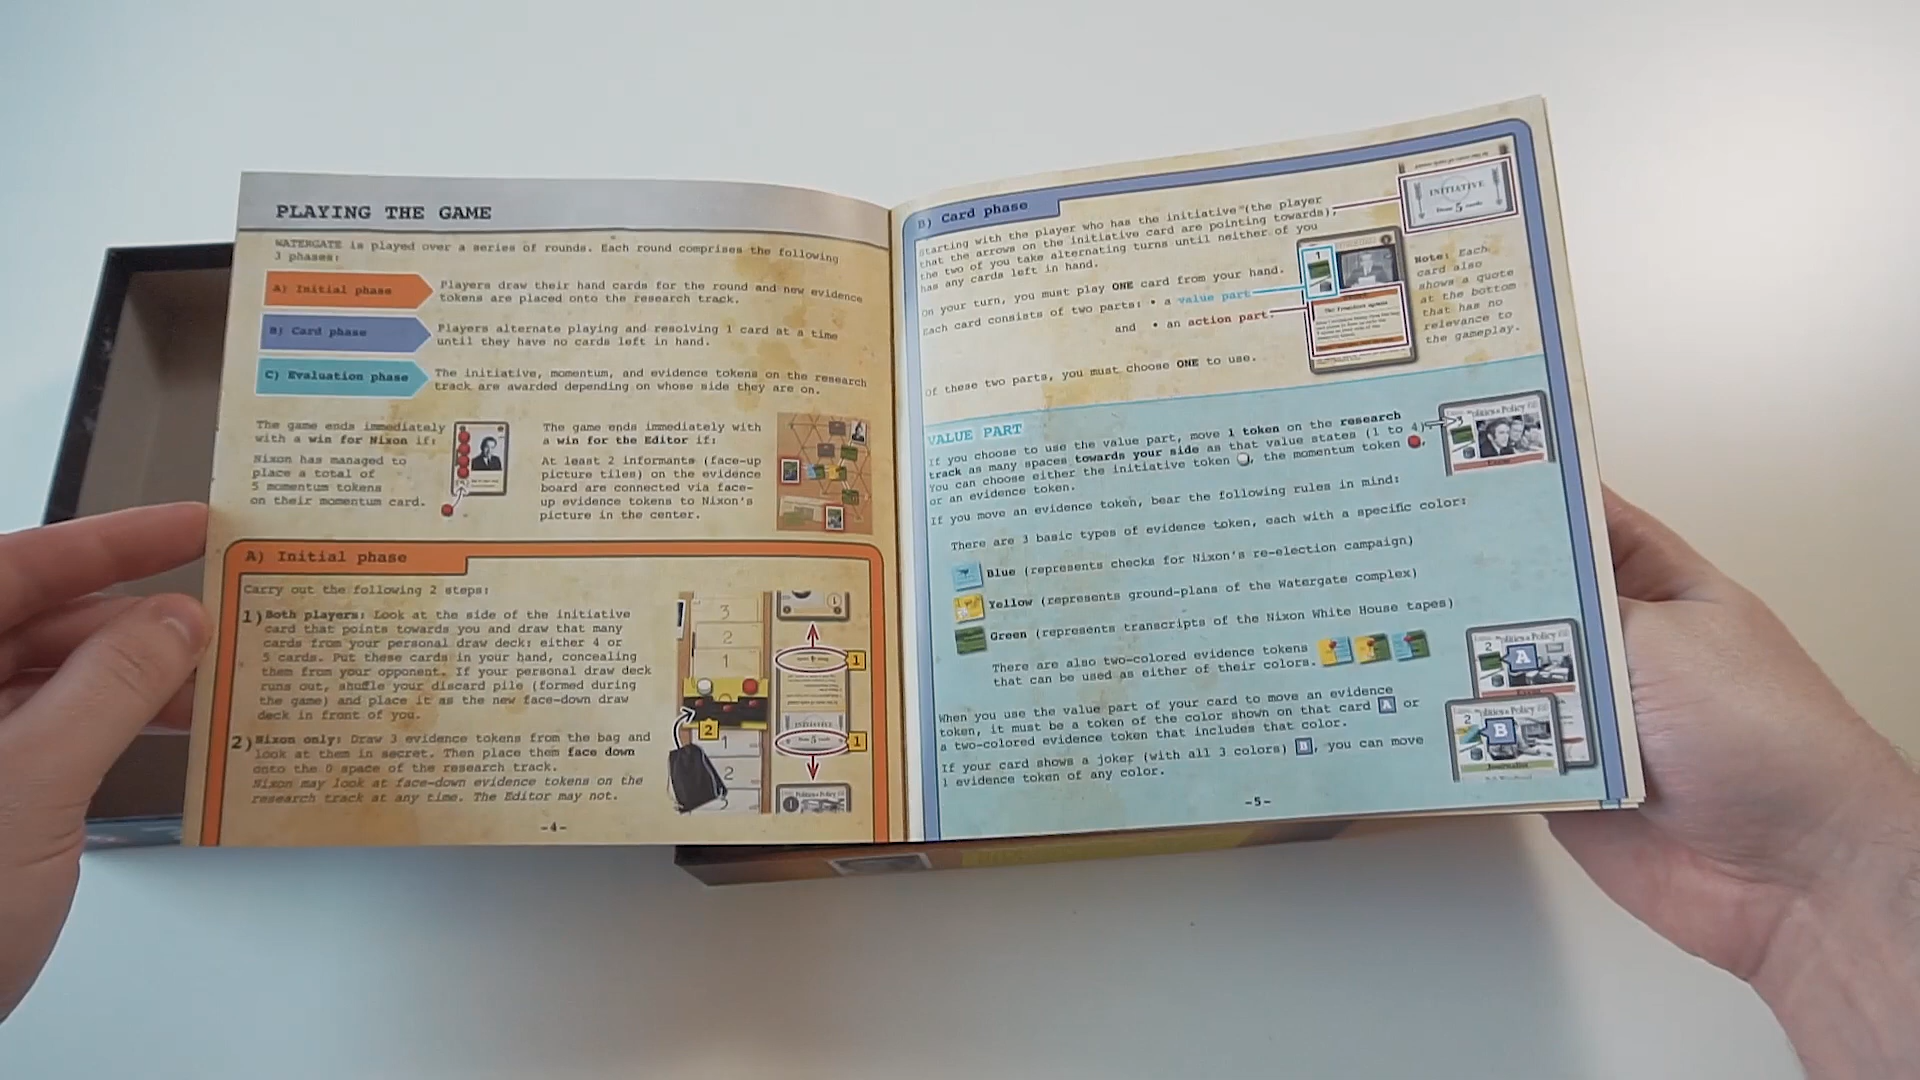 PLAYING THE GAME
WATERGATE is played over a series of rounds. Each round comprises the following
3 phases:
A) Initial phase
Players draw their hand cards for the round and new evidence
tokens are placed onto the research track.
B) Card phase
Players alternate playing and resolving 1 card at a time
until they have no cards left in hand.
C) Evaluation phase
The initiative, momentum, and evidence tokens on the research
track are awarded depending on whose side they are on.
The game ends immediately
with a win for Nixon if:
Nixon has managed to
place a total of
5 momentum tokens
on their momentum card.
The game ends immediately with
a win for the Editor if:
At least 2 informants (face-up
picture tiles) on the evidence
board are connected via face-
up evidence tokens to Nixon's
picture in the center.
A) Initial phase
Carry out the following 2 steps:
1) Both players: Look at the side of the initiative
card that points towards you and draw that many
cards from your personal draw deck: either 4 or
5 cards. Put these cards in your hand, concealing
them from your opponent. If your personal draw deck
runs out, shuffle your discard pile (formed during
the game) and place it as the new face-down draw
deck in front of you.
2) Nixon only: Draw 3 evidence tokens from the bag and
look at them in secret. Then place them face down
onto the 0 space of the research track.
Nixon may look at face-down evidence tokens on the
research track at any time. The Editor may not.
3
2
1
1
2
3
2
1
INITIATIVE
1
-4-
B) Card phase
Starting with the player who has the initiative (the player
that the arrows on the initiative card are pointing towards),
the two of you take alternating turns until neither of you
has any cards left in hand.
On your turn, you must play ONE card from your hand.
Each card consists of two parts: • a value part
and • an action part.
Of these two parts, you must choose ONE to use.
INITIATIVE
Draw 5 cards
1
Note: Each
card also
shows a quote
at the bottom
that has no
relevance to
the gameplay.
VALUE PART
If you choose to use the value part, move 1 token on the research
track as many spaces towards your side as that value states (1 to 4).
You can choose either the initiative token, the momentum token,
or an evidence token.
If you move an evidence token, bear the following rules in mind:
There are 3 basic types of evidence token, each with a specific color:
Blue (represents checks for Nixon's re-election campaign)
Yellow (represents ground-plans of the Watergate complex)
Green (represents transcripts of the Nixon White House tapes)
There are also two-colored evidence tokens
that can be used as either of their colors.
When you use the value part of your card to move an evidence
token, it must be a token of the color shown on that card A or
a two-colored evidence token that includes that color.
If your card shows a joker (with all 3 colors) B, you can move
1 evidence token of any color.
3
Politics & Policy
2
Politics & Policy
A
2
Politics & Policy
B
Journalist
-5-